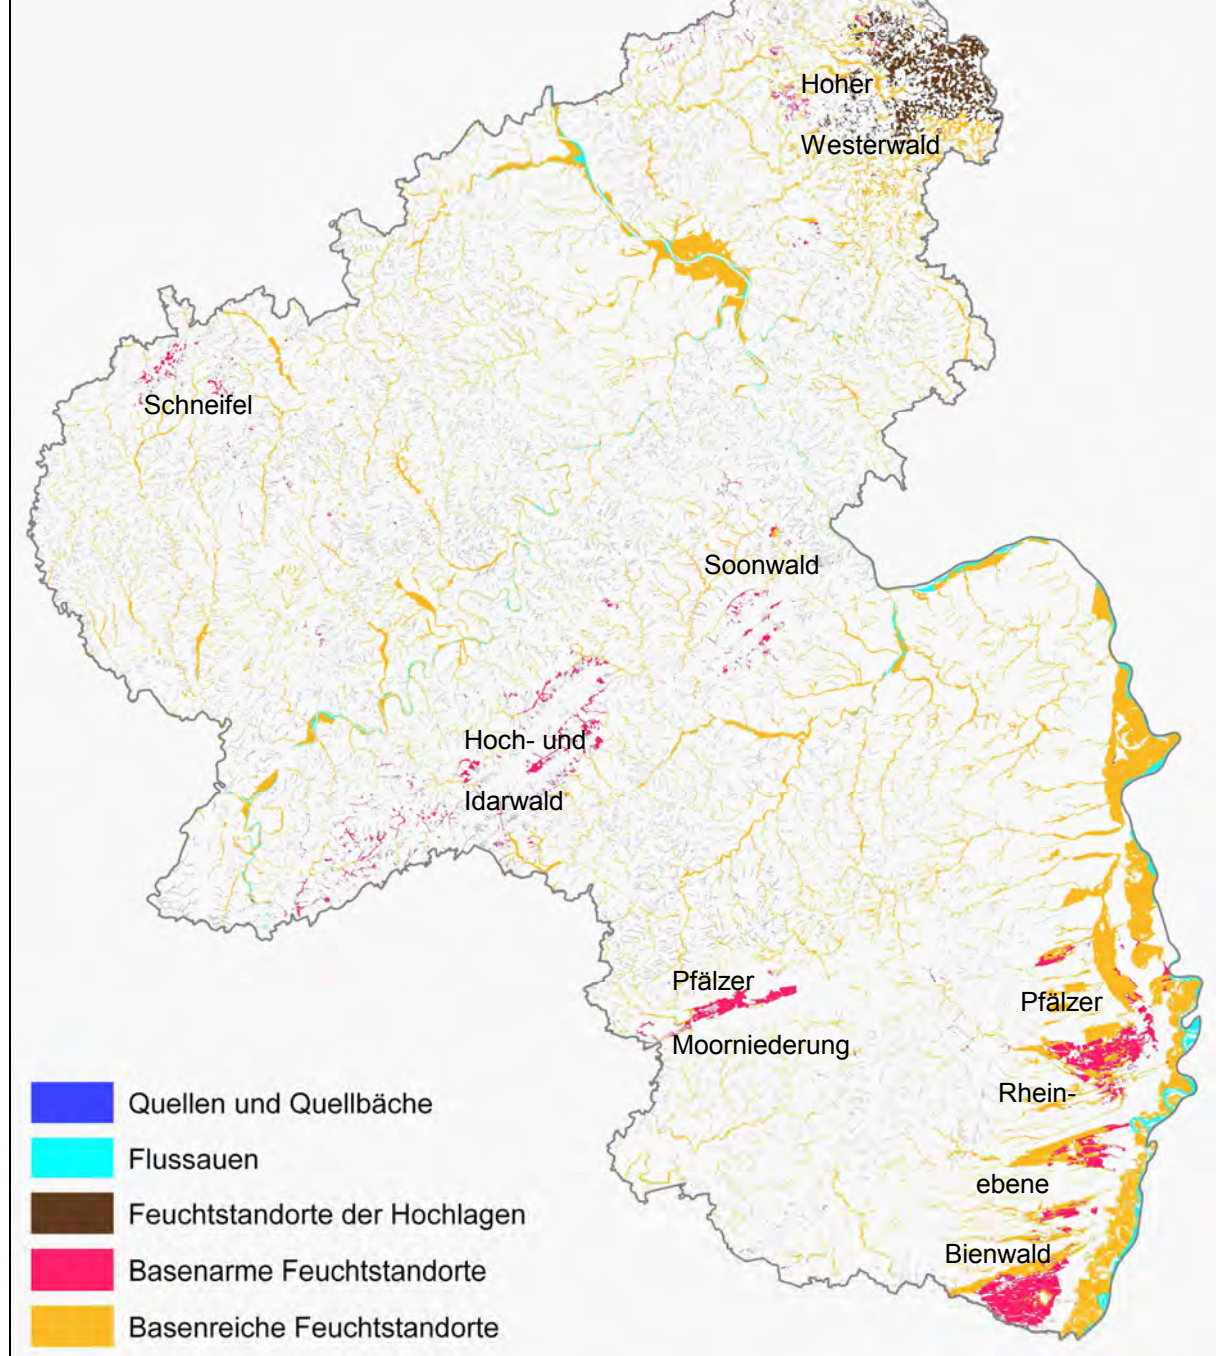 Hoher
Westerwald
Schneifel
Soonwald
Hoch- und
Idarwald
Pfälzer
Moorniederung
Pfälzer
Rhein-
ebene
Bienwald
Quellen und Quellbäche
Flussauen
Feuchtstandorte der Hochlagen
Basenarme Feuchtstandorte
Basenreiche Feuchtstandorte